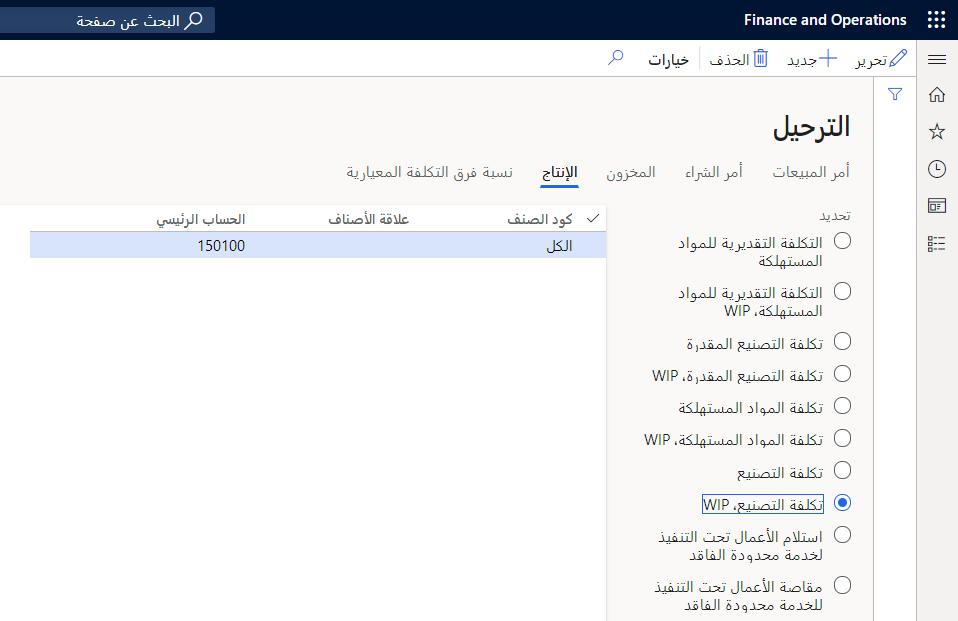 Finance and Operations
البحث عن صفحة
تحرير
جديد
الحذف
خيارات
الترحيل
أمر المبيعات
أمر الشراء
المخزون
الإنتاج
نسبة فرق التكلفة المعيارية
تحديد
التكلفة التقديرية للمواد
المستهلكة
التكلفة التقديرية للمواد
المستهلكة، WIP
تكلفة التصنيع المقدرة
تكلفة التصنيع المقدرة، WIP
تكلفة المواد المستهلكة
تكلفة المواد المستهلكة، WIP
تكلفة التصنيع
تكلفة التصنيع، WIP
استلام الأعمال تحت التنفيذ
لخدمة محدودة الفاقد
مقاصة الأعمال تحت التنفيذ
للخدمة محدودة الفاقد
كود الصنف
علاقة الأصناف
الحساب الرئيسي
الكل
150100